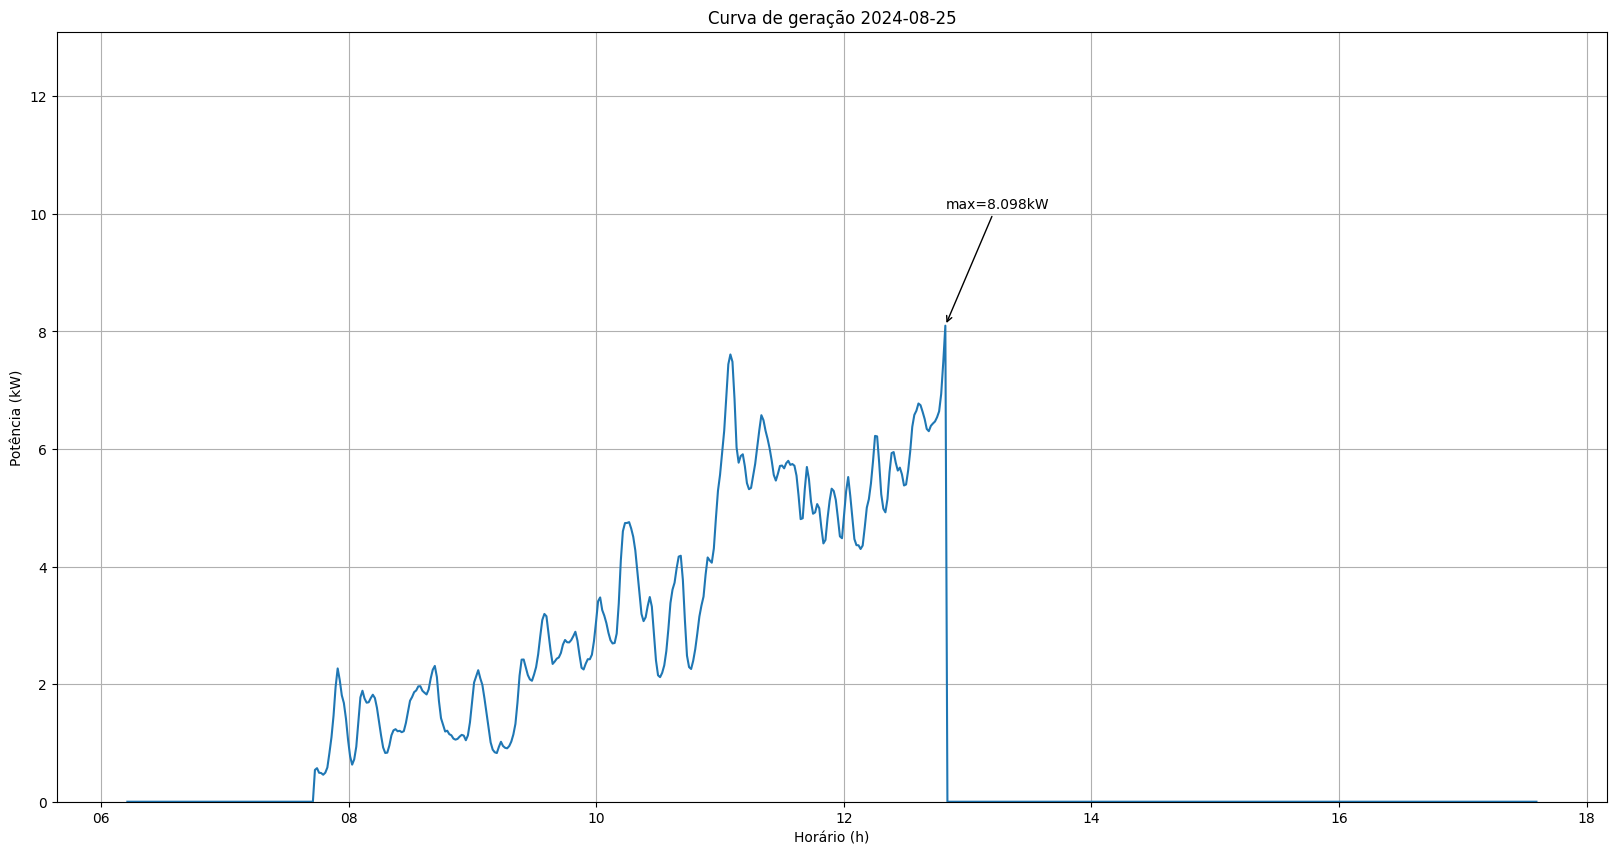 Curva de geração 2024-08-25
12
max=8.098kW
10
8
6
4
2
0
Potência (kW)
06 08 10 12 14 16 18
Horário (h)